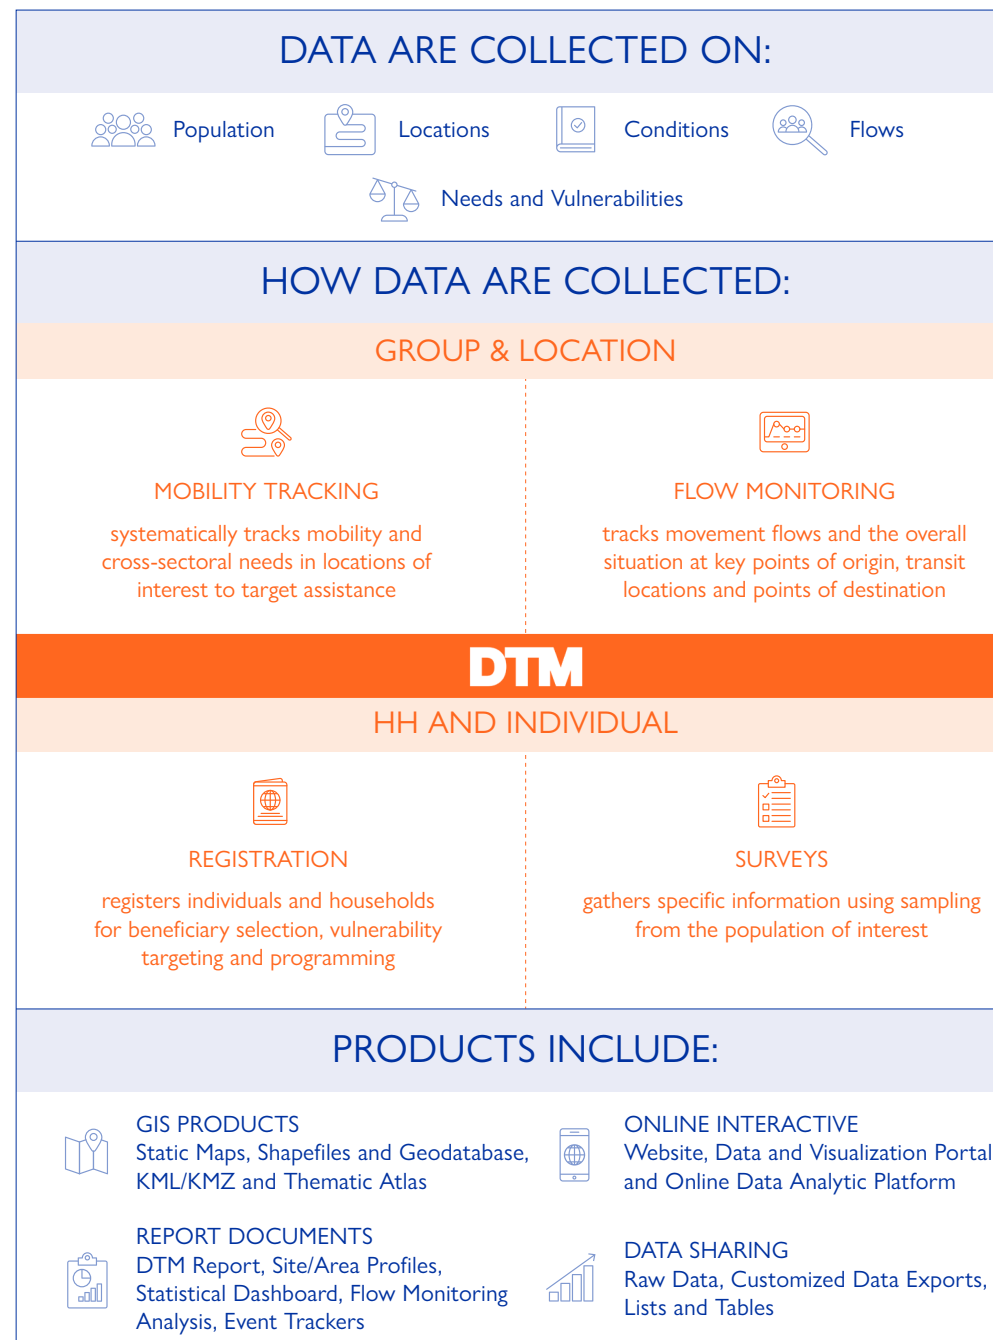 DATA ARE COLLECTED ON:
Population
Locations
Conditions
Flows
Needs and Vulnerabilities
HOW DATA ARE COLLECTED:
GROUP & LOCATION
MOBILITY TRACKING
systematically tracks mobility and
cross-sectoral needs in locations of
interest to target assistance
FLOW MONITORING
tracks movement flows and the overall
situation at key points of origin, transit
locations and points of destination
DTM
HH AND INDIVIDUAL
REGISTRATION
registers individuals and households
for beneficiary selection, vulnerability
targeting and programming
SURVEYS
gathers specific information using sampling
from the population of interest
PRODUCTS INCLUDE:
GIS PRODUCTS
Static Maps, Shapefiles and Geodatabase,
KML/KMZ and Thematic Atlas
ONLINE INTERACTIVE
Website, Data and Visualization Portal
and Online Data Analytic Platform
REPORT DOCUMENTS
DTM Report, Site/Area Profiles,
Statistical Dashboard, Flow Monitoring
Analysis, Event Trackers
DATA SHARING
Raw Data, Customized Data Exports,
Lists and Tables